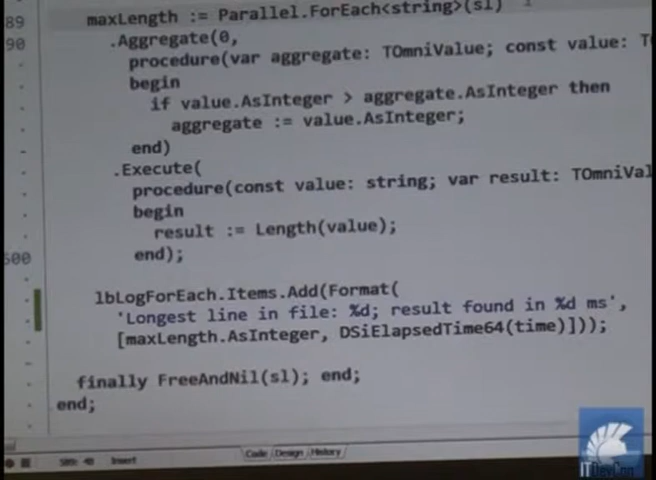 89 maxLength := Parallel.ForEach<string>(sl)
90 .Aggregate(0,
procedure(var aggregate: TOmniValue; const value: T
begin
if value.AsInteger > aggregate.AsInteger then
aggregate := value.AsInteger;
end)
.Execute(
procedure(const value: string; var result: TOmniVal
begin
600 result := Length(value);
end);
lbLogForEach.Items.Add(Format(
'Longest line in file: %d; result found in %d ms',
[maxLength.AsInteger, DSiElapsedTime64(time)]));
finally FreeAndNil(sl); end;
end;
Insert Code Design History
ITDevCon